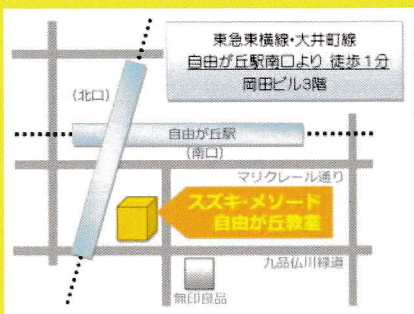 東急東横線・大井町線
自由が丘駅南口より 徒歩1分
岡田ビル3階
(北口)
自由が丘駅
(南口)
マリクレール通り
スズキ・メソード
自由が丘教室
九品仏川緑道
無印良品